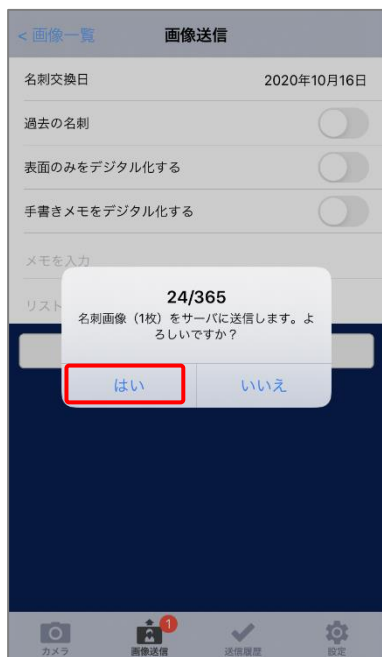 < 画像一覧 画像送信
名刺交換日 2020年10月16日
過去の名刺
表面のみをデジタル化する
手書きメモをデジタル化する
メモを入力
リスト
24/365
名刺画像（1枚）をサーバに送信します。よ
ろしいですか？
はい いいえ
1
カメラ 画像送信 送信履歴 設定